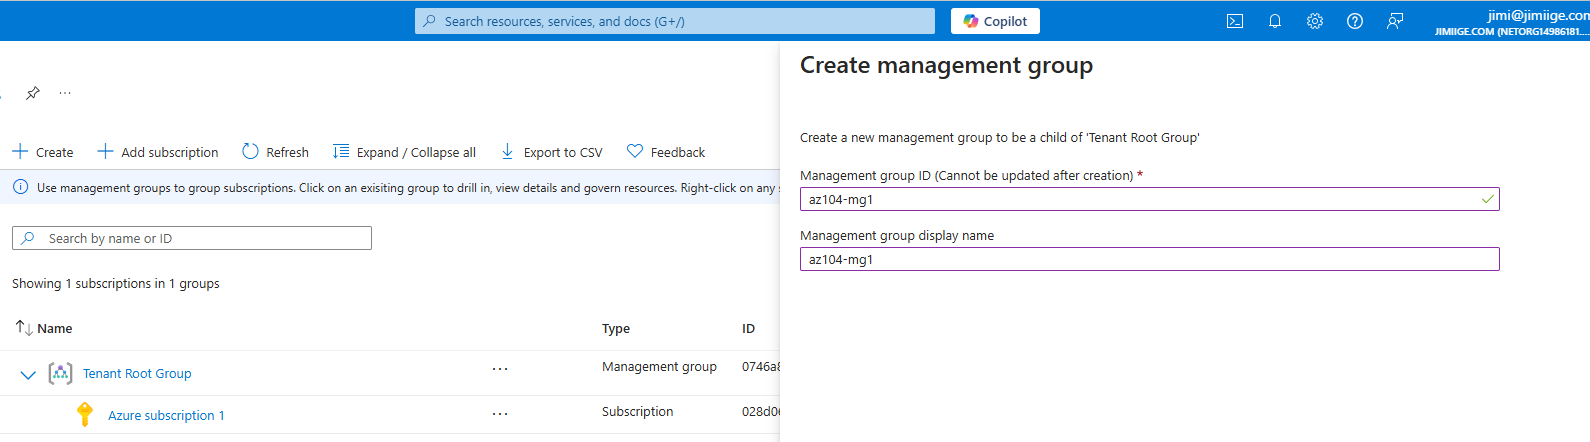 Search resources, services, and docs (G+/)
Copilot
jimi@jimiige.com
JIMIIGE.COM (NETORG14986181....
Create management group
...
Create a new management group to be a child of 'Tenant Root Group'
Create
Add subscription
Refresh
Expand / Collapse all
Export to CSV
Feedback
Management group ID (Cannot be updated after creation) *
Use management groups to group subscriptions. Click on an exisiting group to drill in, view details and govern resources. Right-click on any
az104-mg1
Management group display name
Search by name or ID
az104-mg1
Showing 1 subscriptions in 1 groups
Name Type ID
Tenant Root Group ... Management group 0746a8
Azure subscription 1 ... Subscription 028d06